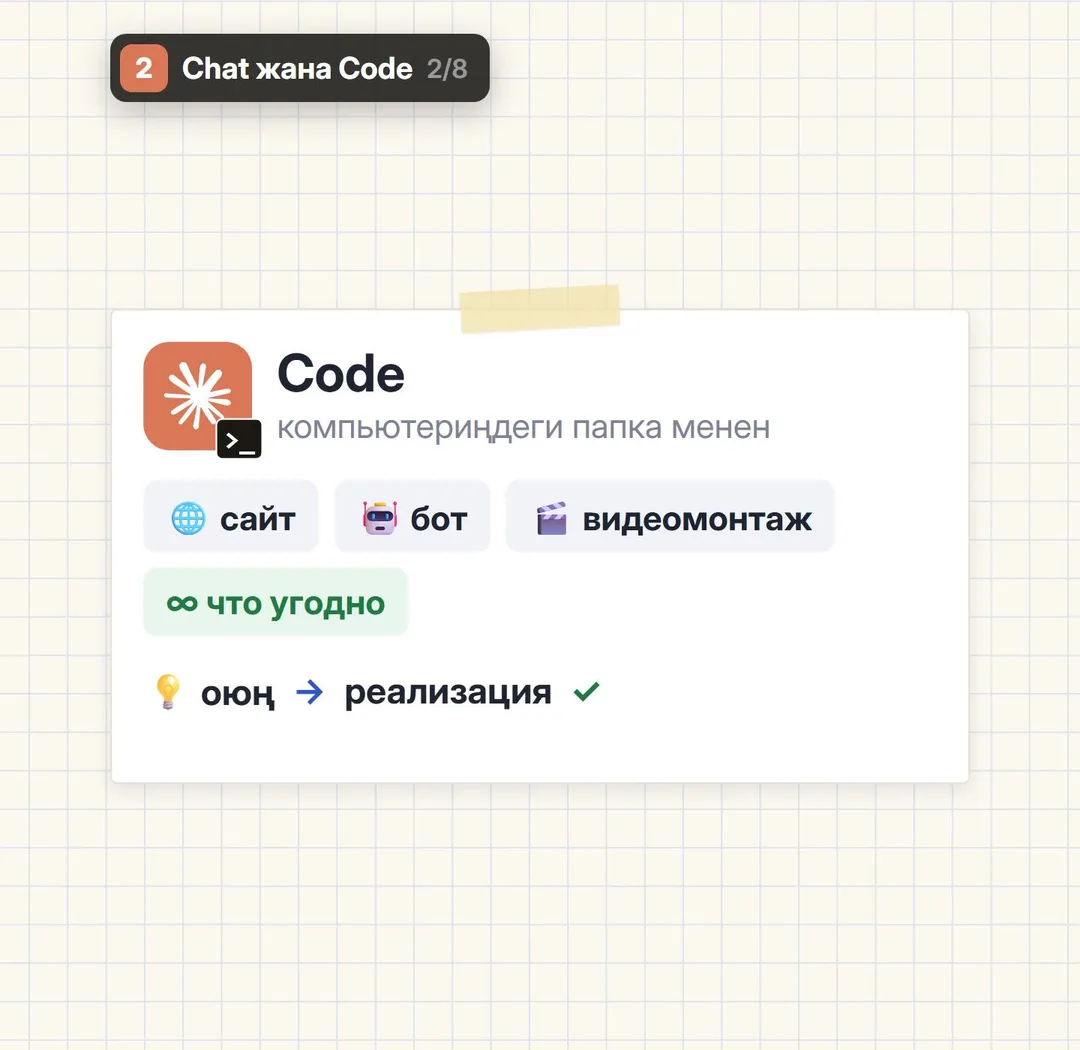 2 Chat жана Code 2/8
Code
компьютериңдеги папка менен
сайт бот видеомонтаж
∞ что угодно
оюң → реализация ✓